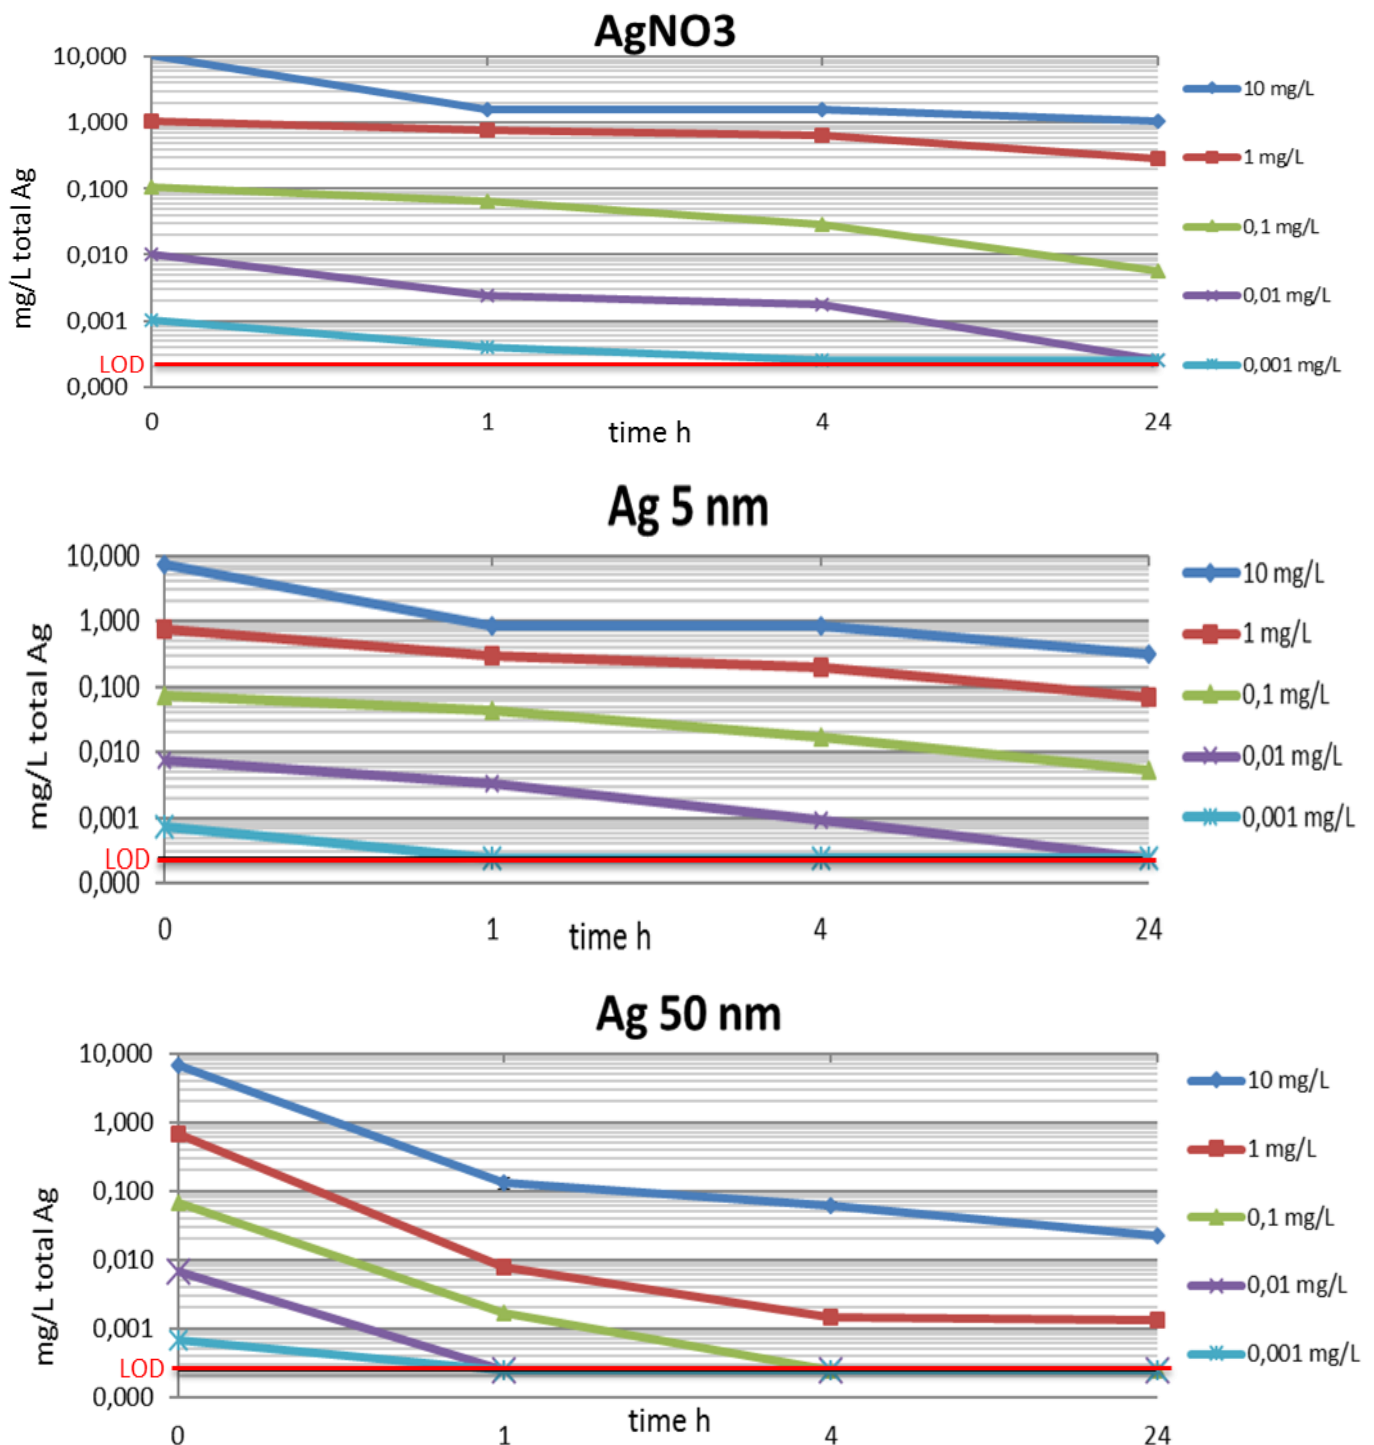 AgNO3
10,000
1,000
0,100
0,010
0,001
LOD
0,000
mg/L total Ag
0 1 4 24
time h
10 mg/L
1 mg/L
0,1 mg/L
0,01 mg/L
0,001 mg/L
Ag 5 nm
10,000
1,000
0,100
0,010
0,001
LOD
0,000
mg/L total Ag
0 1 4 24
time h
10 mg/L
1 mg/L
0,1 mg/L
0,01 mg/L
0,001 mg/L
Ag 50 nm
10,000
1,000
0,100
0,010
0,001
LOD
0,000
mg/L total Ag
0 1 4 24
time h
10 mg/L
1 mg/L
0,1 mg/L
0,01 mg/L
0,001 mg/L